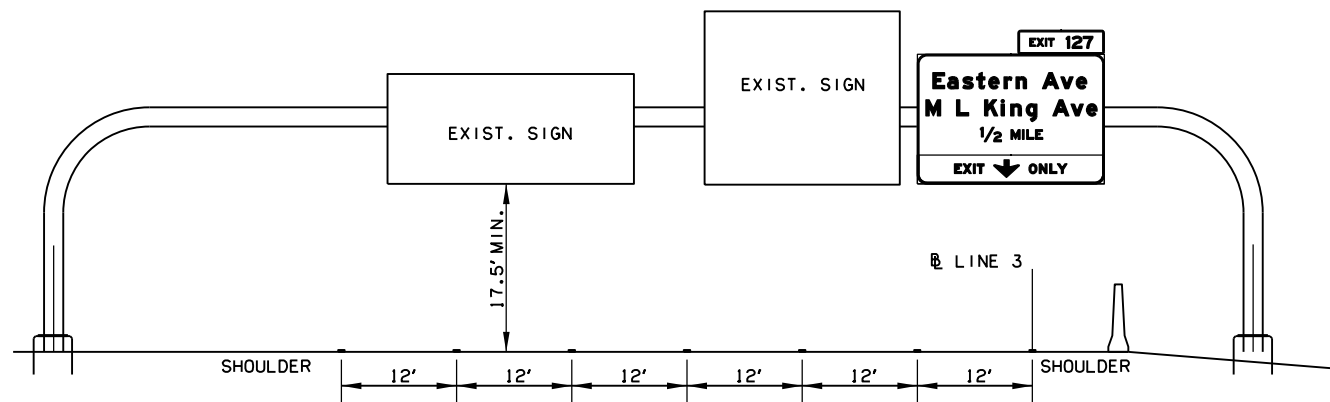 EXIT 127
Eastern Ave
M L King Ave
1/2 MILE
EXIT ONLY
EXIST. SIGN
EXIST. SIGN
17.5' MIN.
BL LINE 3
SHOULDER
SHOULDER
12' 12' 12' 12' 12' 12'